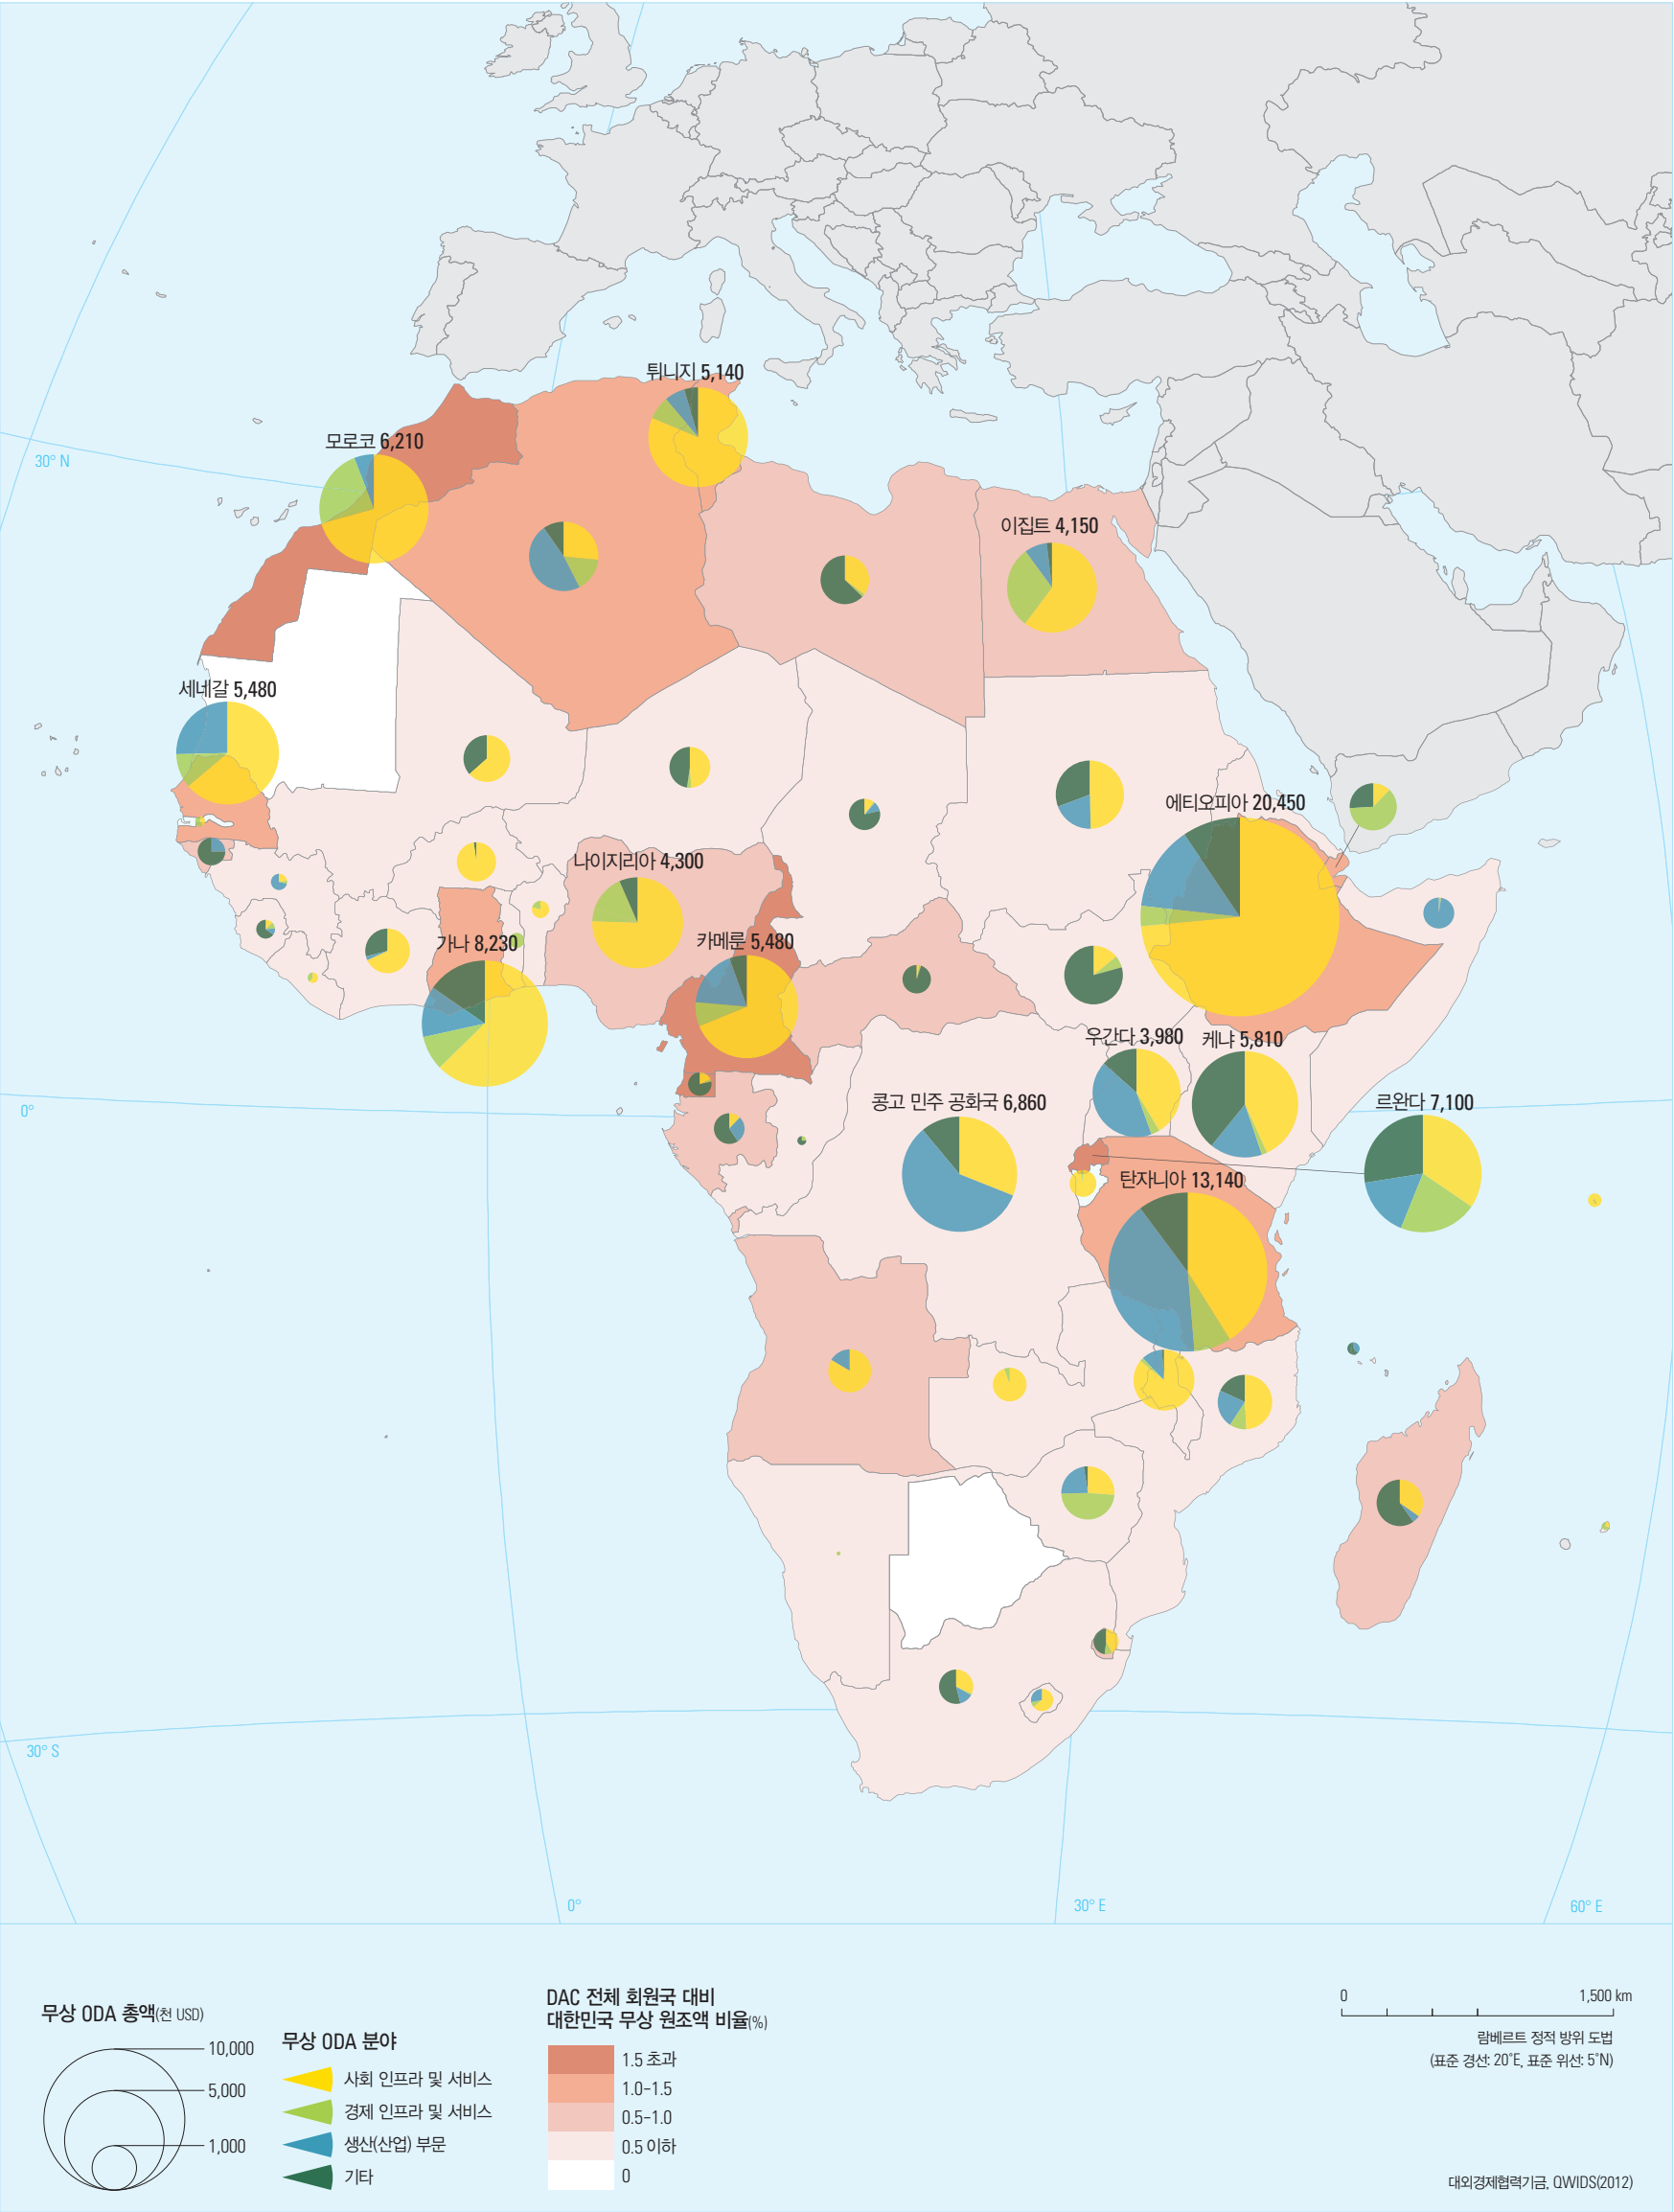 튀니지 5,140
모로코 6,210
30° N
이집트 4,150
세네갈 5,480
에티오피아 20,450
나이지리아 4,300
가나 8,230
카메룬 5,480
우간다 3,980
케냐 5,810
콩고 민주 공화국 6,860
르완다 7,100
0°
탄자니아 13,140
30° S
0°
30° E
60° E
무상 ODA 총액(천 USD)
10,000
5,000
1,000
무상 ODA 분야
사회 인프라 및 서비스
경제 인프라 및 서비스
생산(산업) 부문
기타
DAC 전체 회원국 대비
대한민국 무상 원조액 비율(%)
1.5 초과
1.0-1.5
0.5-1.0
0.5 이하
0
0 1,500 km
람베르트 정적 방위 도법
(표준 경선: 20°E, 표준 위선: 5°N)
대외경제협력기금, QWIDS(2012)